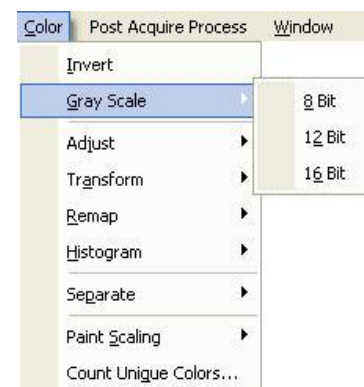 Color Post Acquire Process Window
Invert
Gray Scale
8 Bit
12 Bit
16 Bit
Adjust
Transform
Remap
Histogram
Separate
Paint Scaling
Count Unique Colors...